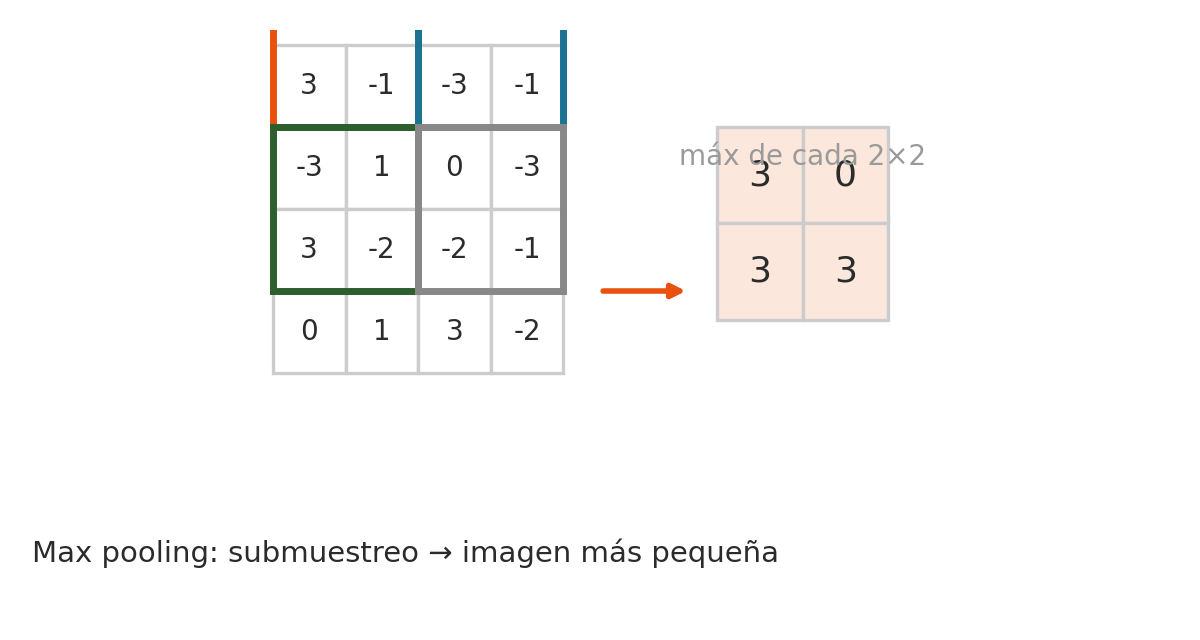 3 -1 -3 -1
-3 1 0 -3
3 -2 -2 -1
0 1 3 -2
máx de cada 2×2
3 0
3 3
Max pooling: submuestreo → imagen más pequeña